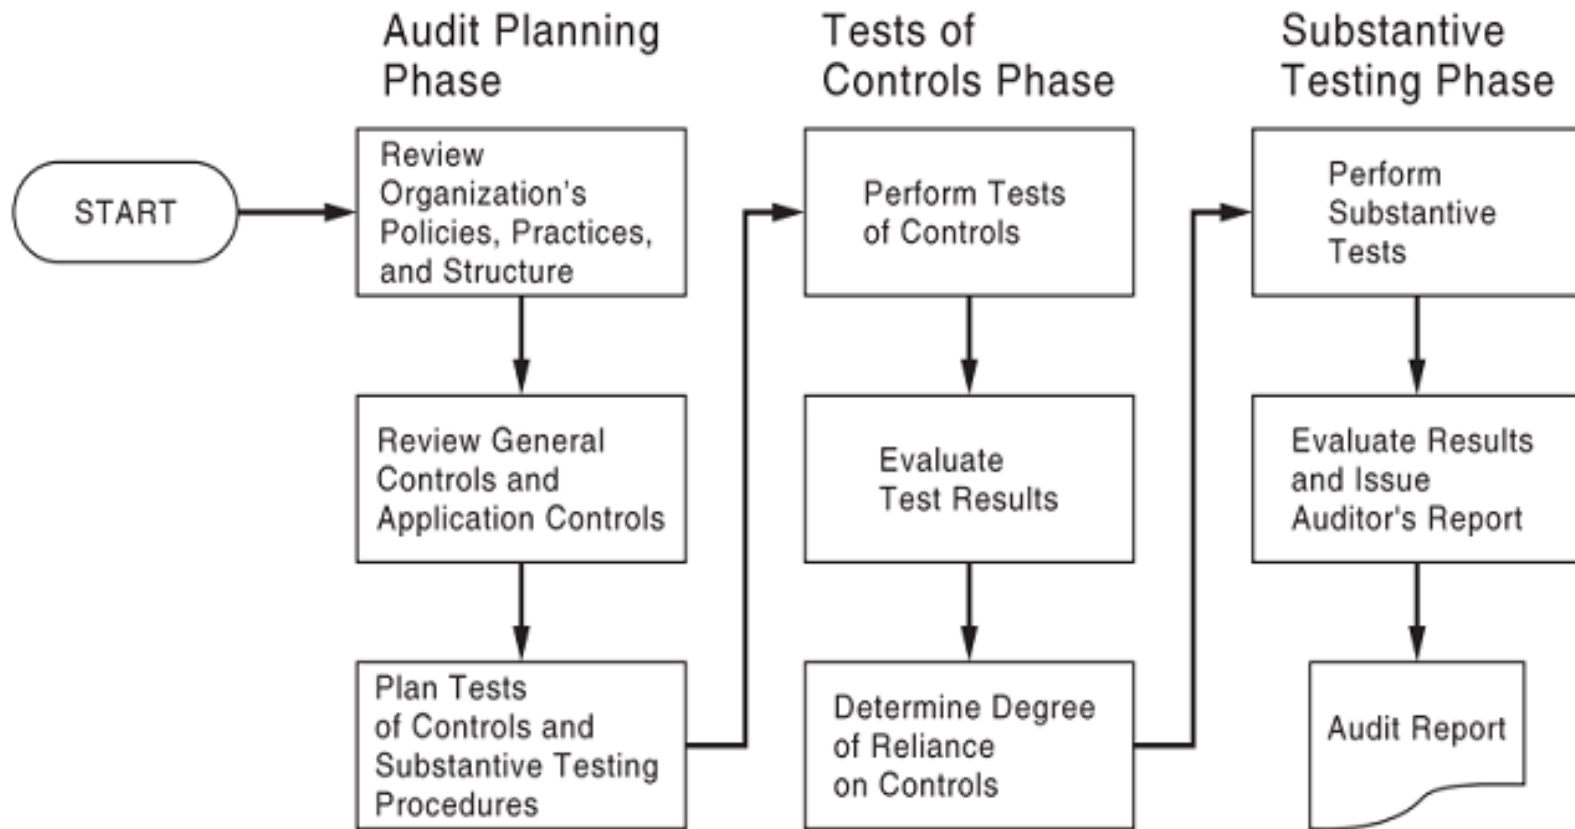 Audit Planning
Phase
Tests of
Controls Phase
Substantive
Testing Phase
START
Review
Organization's
Policies, Practices,
and Structure
Review General
Controls and
Application Controls
Plan Tests
of Controls and
Substantive Testing
Procedures
Perform Tests
of Controls
Evaluate
Test Results
Determine Degree
of Reliance
on Controls
Perform
Substantive
Tests
Evaluate Results
and Issue
Auditor's Report
Audit Report